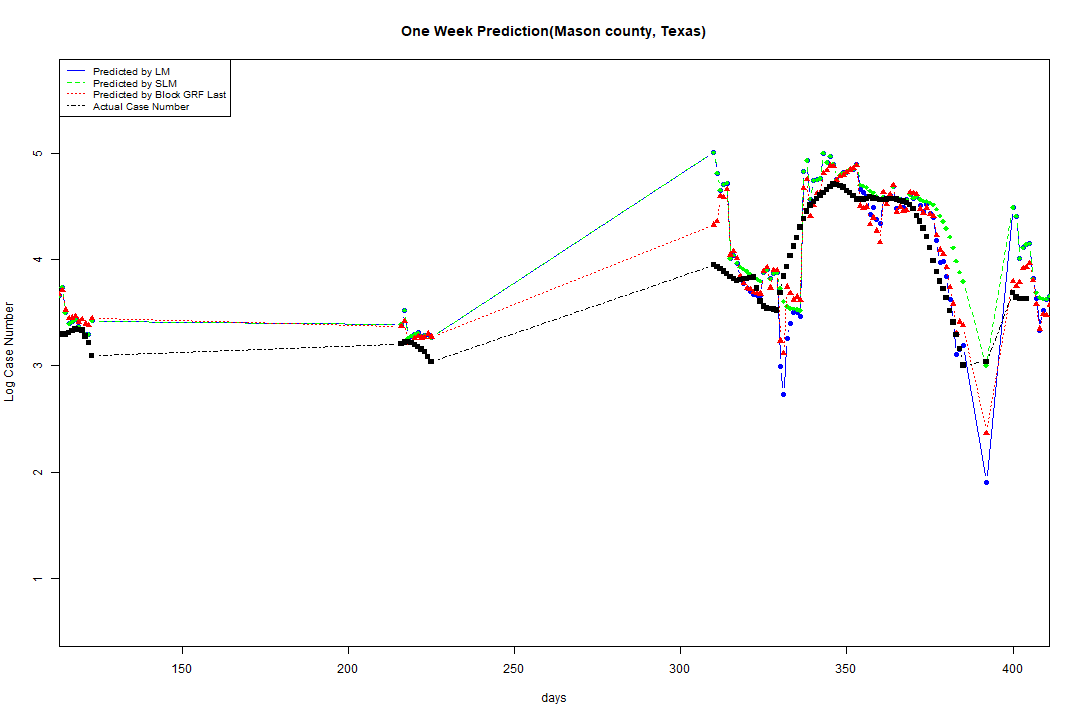 One Week Prediction(Mason county, Texas)
Predicted by LM
Predicted by SLM
Predicted by Block GRF Last
Actual Case Number
5
4
3
2
1
Log Case Number
150
200
250
300
350
400
days